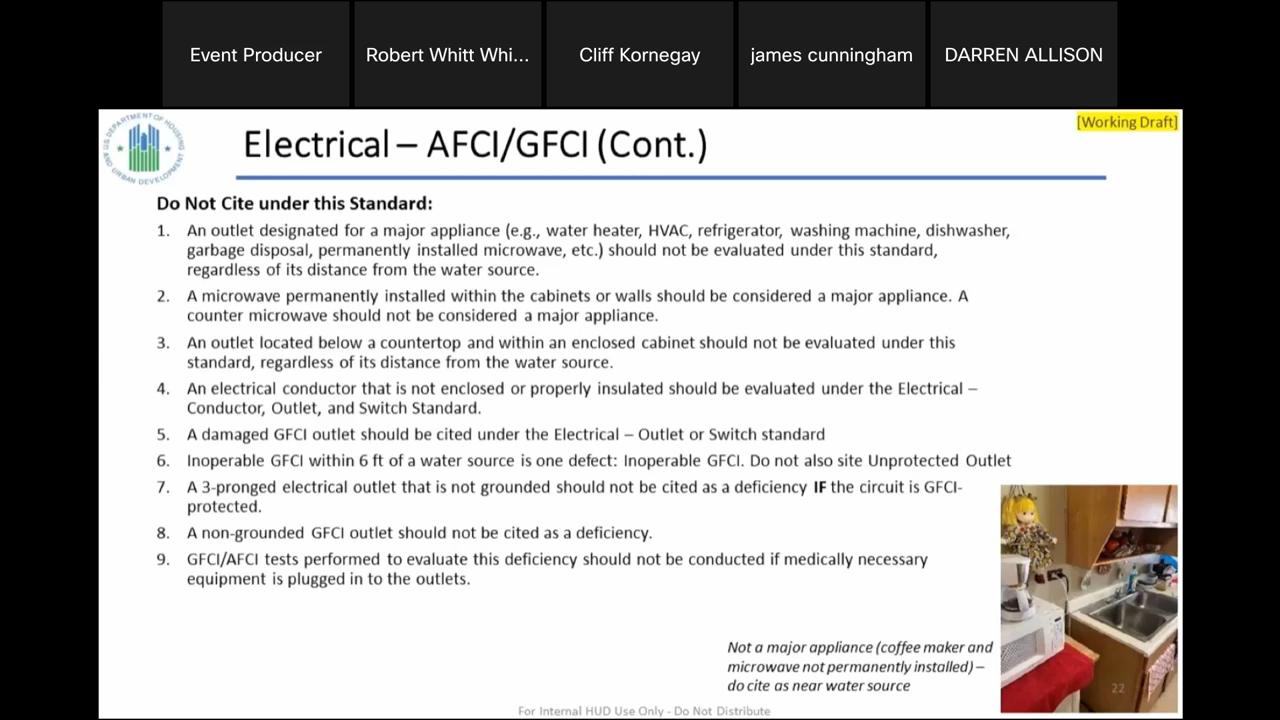 Event Producer
Robert Whitt Whi...
Cliff Kornegay
james cunningham
DARREN ALLISON
[Working Draft]
U.S. DEPARTMENT OF HOUSING AND URBAN DEVELOPMENT
Electrical – AFCI/GFCI (Cont.)
Do Not Cite under this Standard:
1. An outlet designated for a major appliance (e.g., water heater, HVAC, refrigerator, washing machine, dishwasher,
garbage disposal, permanently installed microwave, etc.) should not be evaluated under this standard,
regardless of its distance from the water source.
2. A microwave permanently installed within the cabinets or walls should be considered a major appliance. A
counter microwave should not be considered a major appliance.
3. An outlet located below a countertop and within an enclosed cabinet should not be evaluated under this
standard, regardless of its distance from the water source.
4. An electrical conductor that is not enclosed or properly insulated should be evaluated under the Electrical –
Conductor, Outlet, and Switch Standard.
5. A damaged GFCI outlet should be cited under the Electrical – Outlet or Switch standard
6. Inoperable GFCI within 6 ft of a water source is one defect: Inoperable GFCI. Do not also site Unprotected Outlet
7. A 3-pronged electrical outlet that is not grounded should not be cited as a deficiency IF the circuit is GFCI-
protected.
8. A non-grounded GFCI outlet should not be cited as a deficiency.
9. GFCI/AFCI tests performed to evaluate this deficiency should not be conducted if medically necessary
equipment is plugged in to the outlets.
Not a major appliance (coffee maker and
microwave not permanently installed) –
do cite as near water source
22
For Internal HUD Use Only - Do Not Distribute